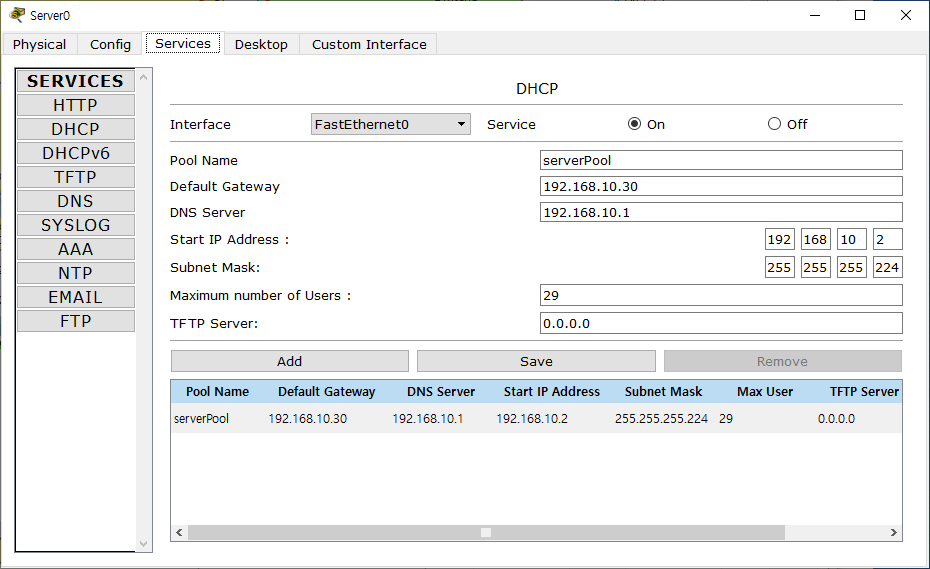 Server0
Physical Config Services Desktop Custom Interface
SERVICES
HTTP
DHCP
DHCPv6
TFTP
DNS
SYSLOG
AAA
NTP
EMAIL
FTP
DHCP
Interface FastEthernet0 Service On Off
Pool Name serverPool
Default Gateway 192.168.10.30
DNS Server 192.168.10.1
Start IP Address : 192 168 10 2
Subnet Mask: 255 255 255 224
Maximum number of Users : 29
TFTP Server: 0.0.0.0
Add Save Remove
Pool Name Default Gateway DNS Server Start IP Address Subnet Mask Max User TFTP Server
serverPool 192.168.10.30 192.168.10.1 192.168.10.2 255.255.255.224 29 0.0.0.0